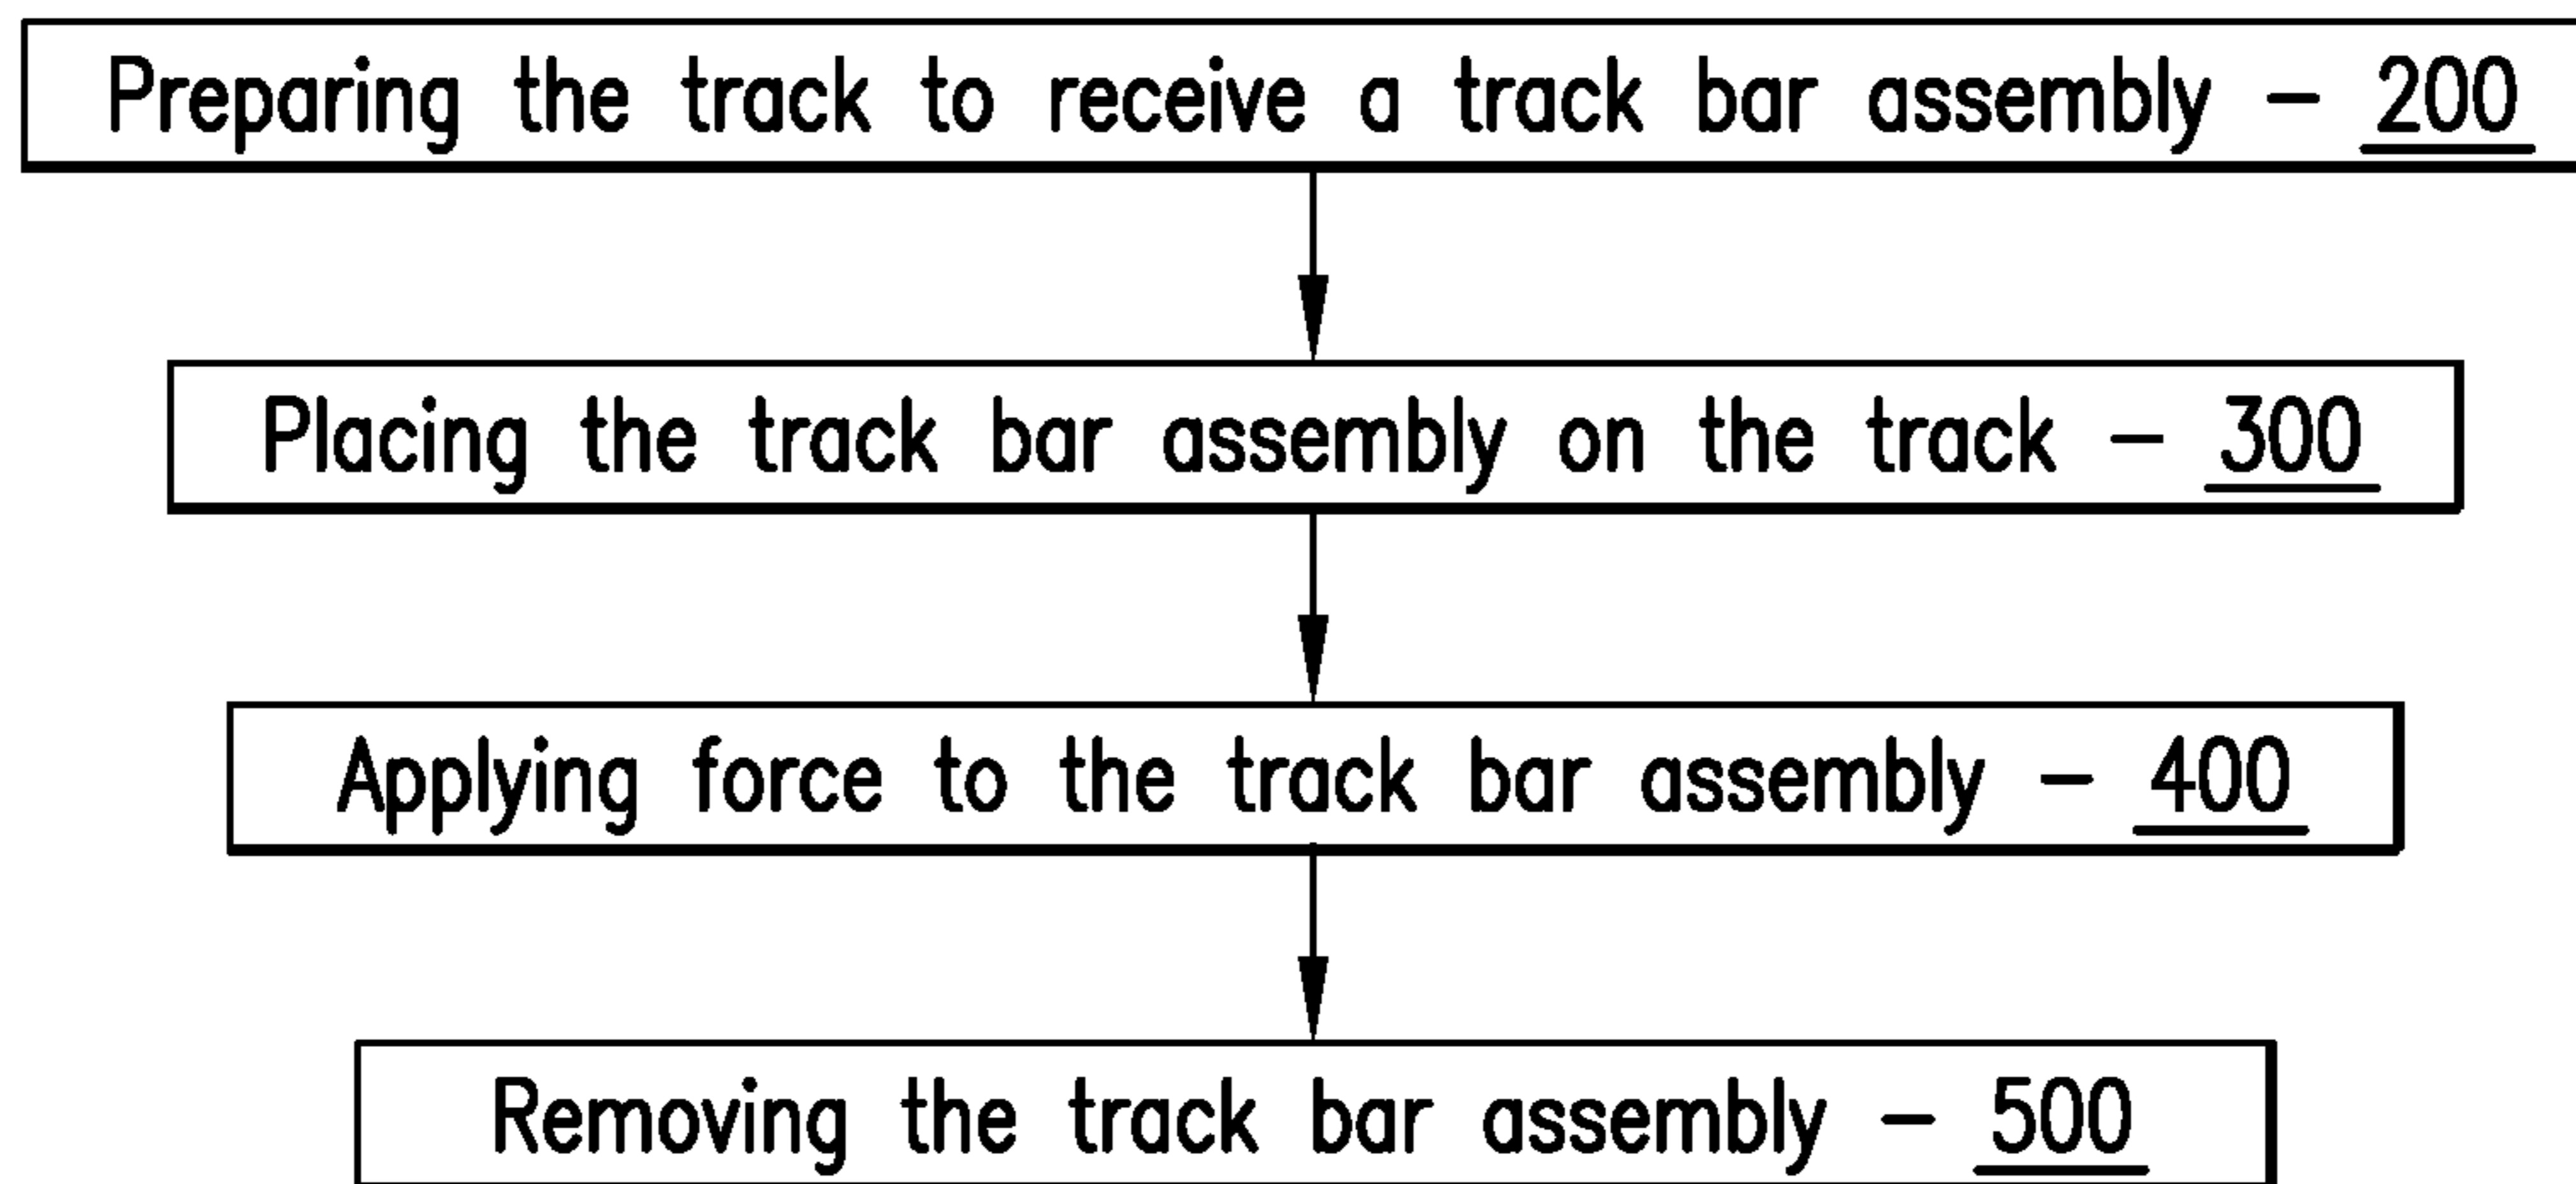 Preparing the track to receive a track bar assembly – 200
Placing the track bar assembly on the track – 300
Applying force to the track bar assembly – 400
Removing the track bar assembly – 500